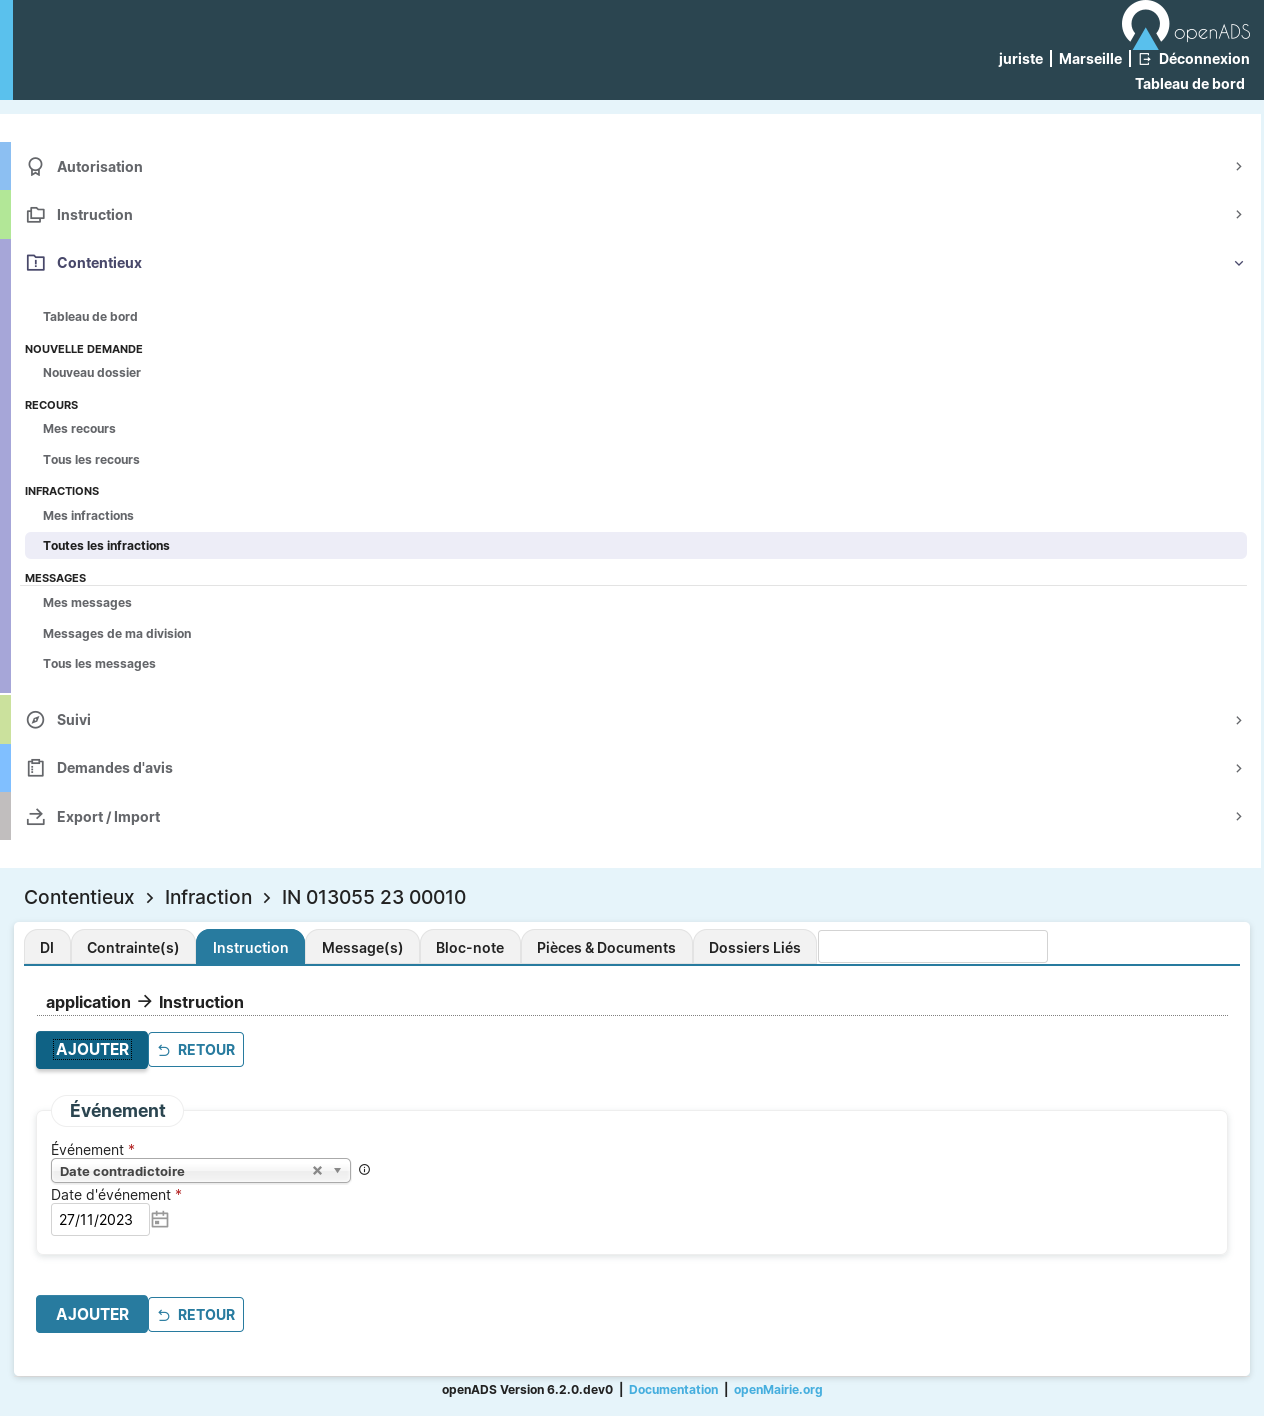 openADS
juriste | Marseille | Déconnexion
Tableau de bord
Autorisation
Instruction
Contentieux
Tableau de bord
NOUVELLE DEMANDE
Nouveau dossier
RECOURS
Mes recours
Tous les recours
INFRACTIONS
Mes infractions
Toutes les infractions
MESSAGES
Mes messages
Messages de ma division
Tous les messages
Suivi
Demandes d'avis
Export / Import
Contentieux > Infraction > IN 013055 23 00010
DI Contrainte(s) Instruction Message(s) Bloc-note Pièces & Documents Dossiers Liés
application → Instruction
AJOUTER RETOUR
Événement
Événement *
Date contradictoire
Date d'événement *
27/11/2023
AJOUTER RETOUR
openADS Version 6.2.0.dev0 | Documentation | openMairie.org